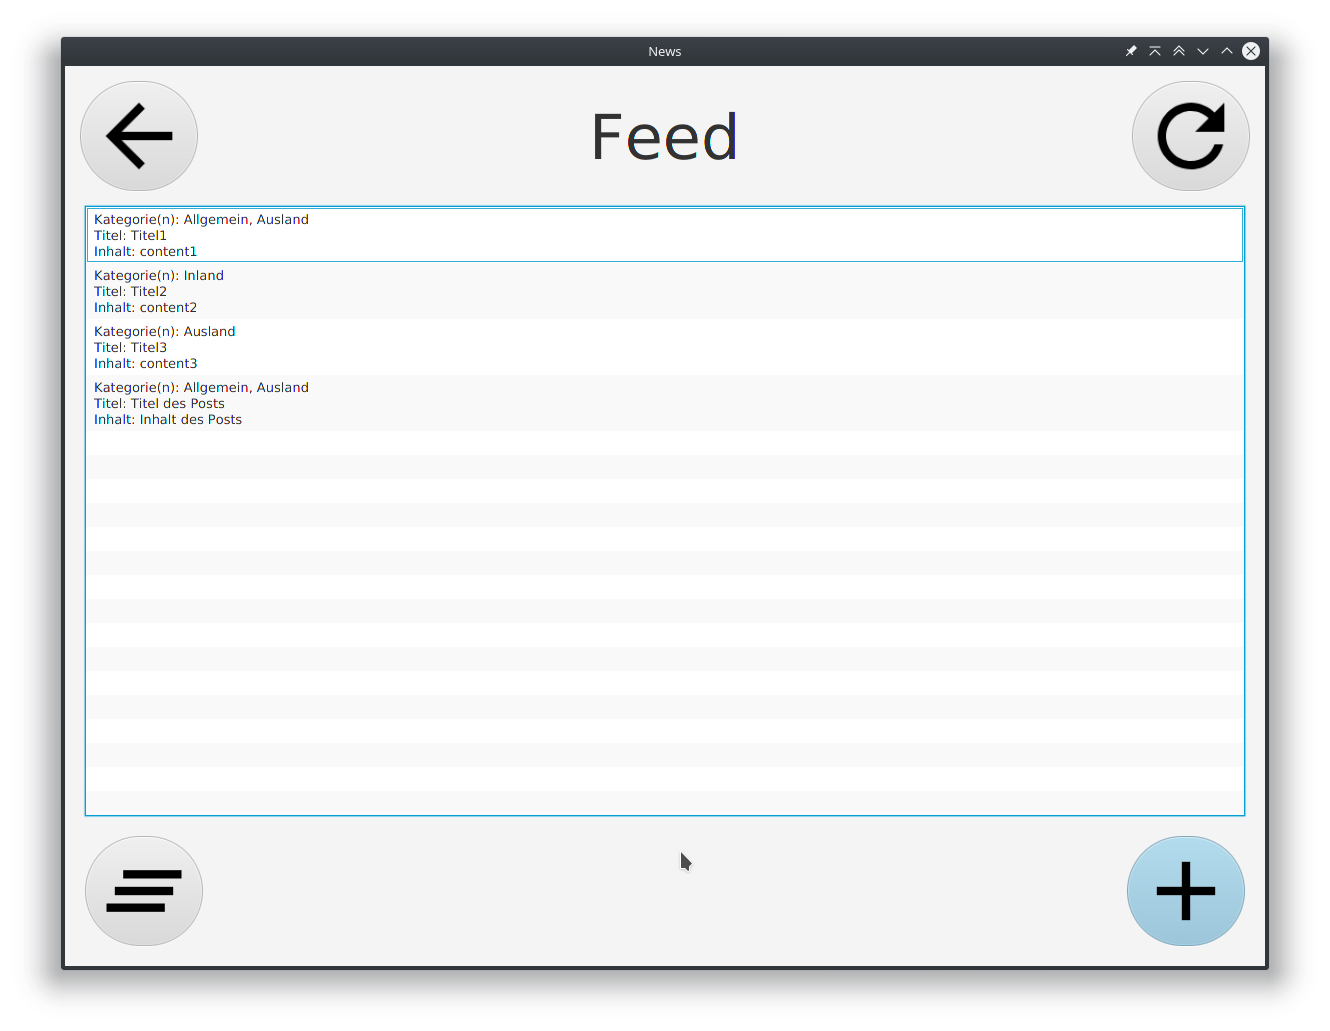 News
Feed
Kategorie(n): Allgemein, Ausland
Titel: Titel1
Inhalt: content1
Kategorie(n): Inland
Titel: Titel2
Inhalt: content2
Kategorie(n): Ausland
Titel: Titel3
Inhalt: content3
Kategorie(n): Allgemein, Ausland
Titel: Titel des Posts
Inhalt: Inhalt des Posts